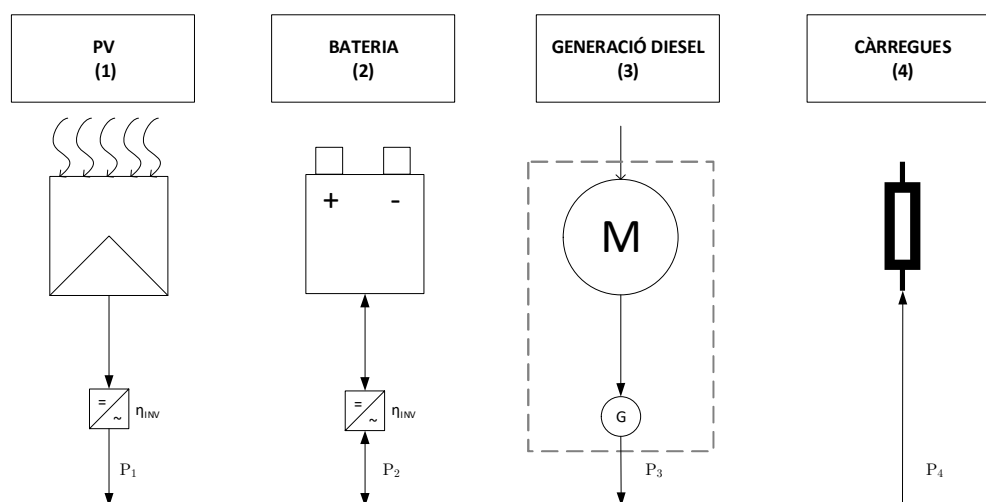 PV
(1)
BATERIA
(2)
GENERACIÓ DIESEL
(3)
CÀRREGUES
(4)
+ -
M
= ~
ηINV
= ~
ηINV
G
P1
P2
P3
P4